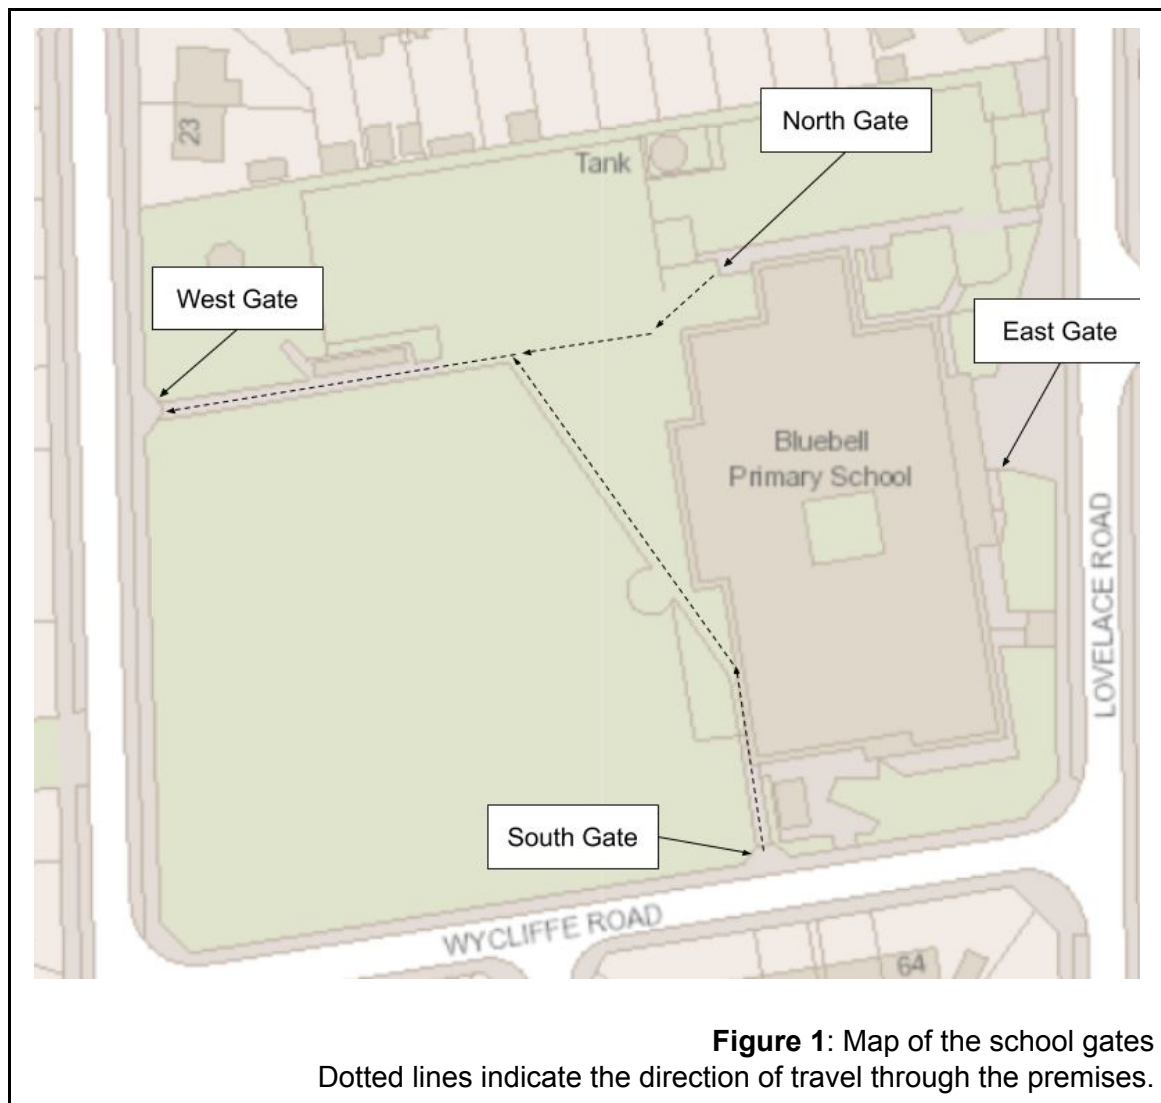 23
North Gate
Tank
West Gate
East Gate
Bluebell
Primary School
LOVELACE ROAD
South Gate
WYCLIFFE ROAD
64
Figure 1: Map of the school gates
Dotted lines indicate the direction of travel through the premises.